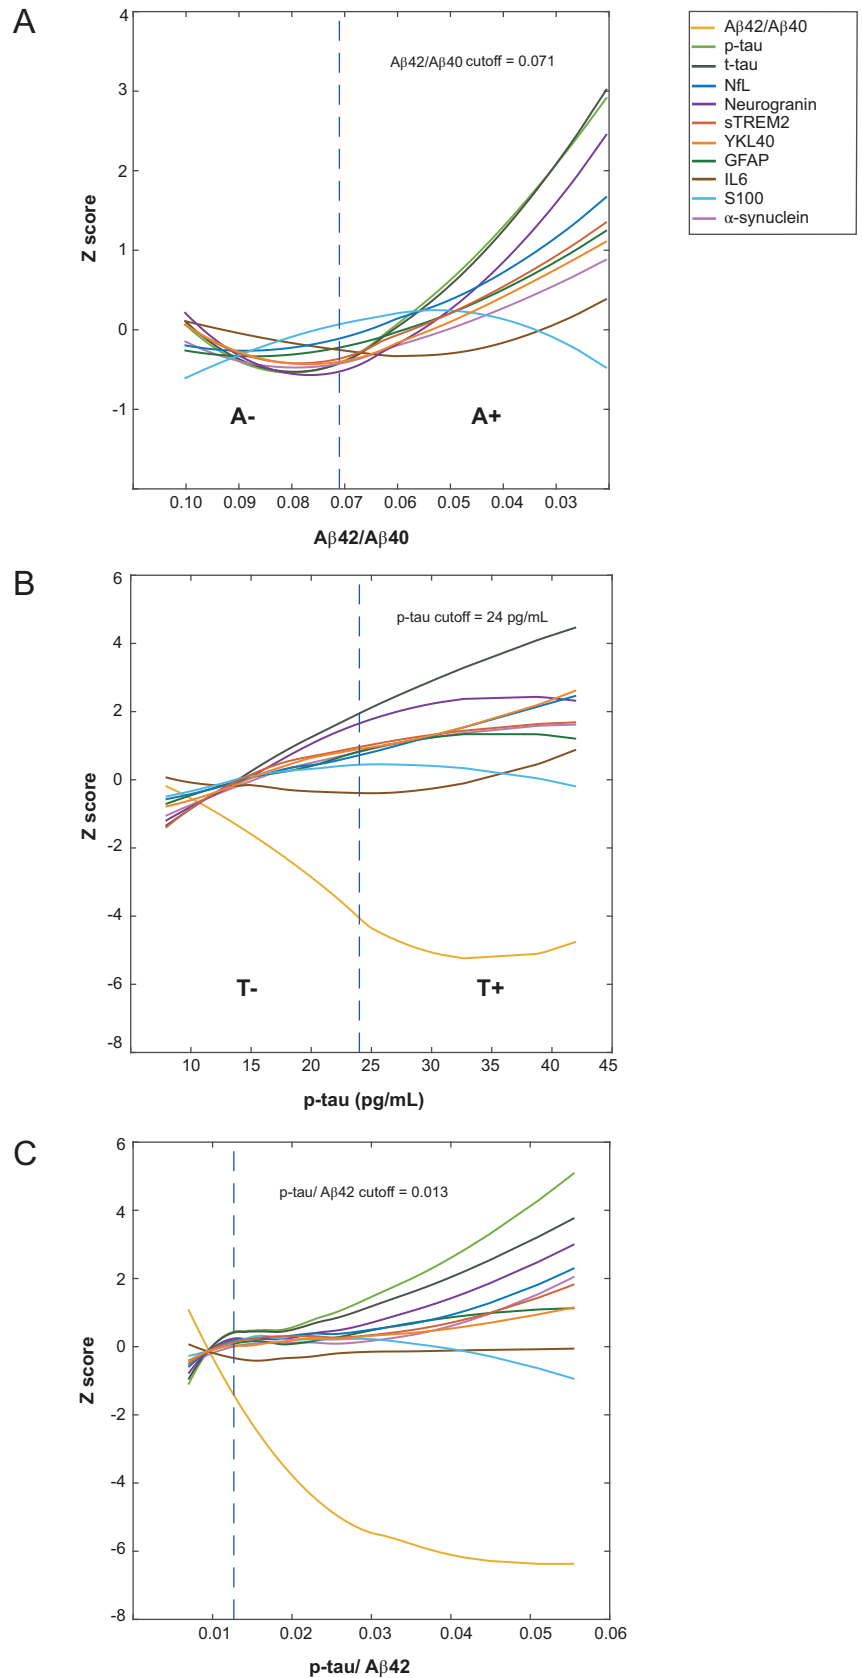 A
4
3
2
1
0
-1
Z score
Aβ42/Aβ40 cutoff = 0.071
A-
A+
0.10 0.09 0.08 0.07 0.06 0.05 0.04 0.03
Aβ42/Aβ40
Aβ42/Aβ40
p-tau
t-tau
NfL
Neurogranin
sTREM2
YKL40
GFAP
IL6
S100
α-synuclein
B
6
4
2
0
-2
-4
-6
-8
Z score
p-tau cutoff = 24 pg/mL
T-
T+
10 15 20 25 30 35 40 45
p-tau (pg/mL)
C
6
4
2
0
-2
-4
-6
-8
Z score
p-tau/ Aβ42 cutoff = 0.013
0.01 0.02 0.03 0.04 0.05 0.06
p-tau/ Aβ42